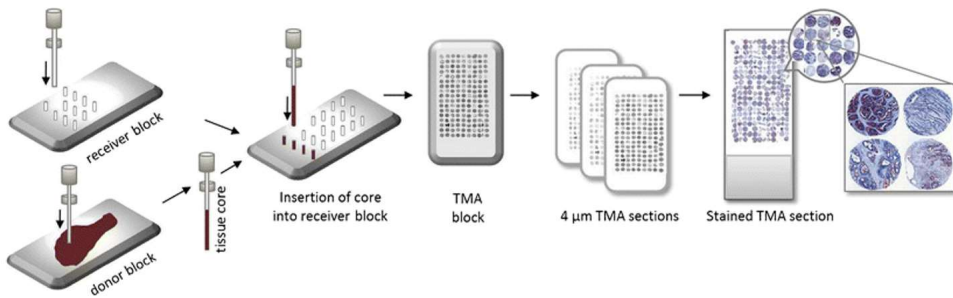 receiver block
donor block
tissue core
Insertion of core
into receiver block
TMA
block
4 µm TMA sections
Stained TMA section